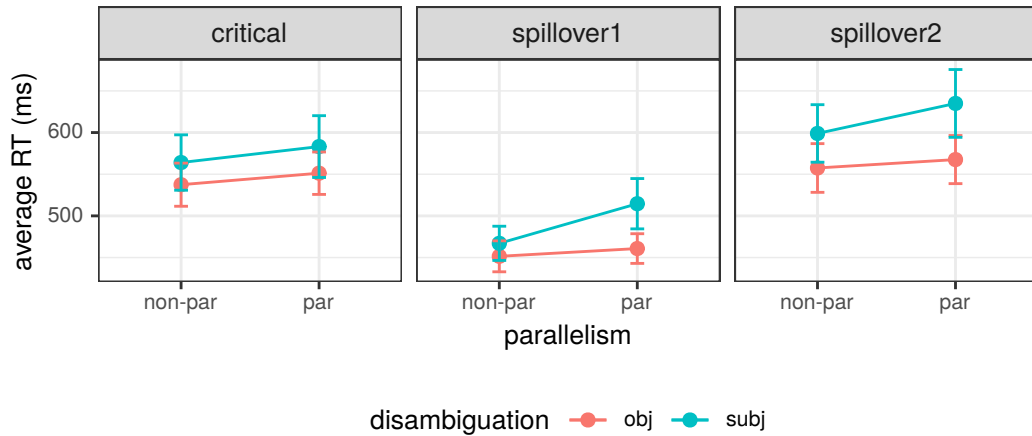 critical spillover1 spillover2
average RT (ms)
600
500
non-par par non-par par non-par par
parallelism
disambiguation obj subj